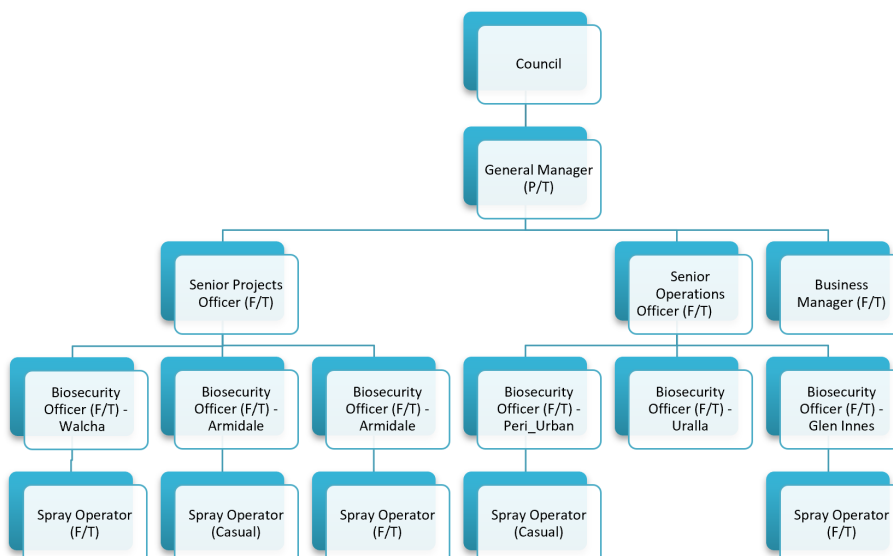 Council
General Manager
(P/T)
Senior Projects
Officer (F/T)
Senior
Operations
Officer (F/T)
Business
Manager (F/T)
Biosecurity
Officer (F/T) -
Walcha
Biosecurity
Officer (F/T) -
Armidale
Biosecurity
Officer (F/T) -
Armidale
Biosecurity
Officer (F/T) -
Peri_Urban
Biosecurity
Officer (F/T) -
Uralla
Biosecurity
Officer (F/T) -
Glen Innes
Spray Operator
(F/T)
Spray Operator
(Casual)
Spray Operator
(F/T)
Spray Operator
(Casual)
Spray Operator
(F/T)